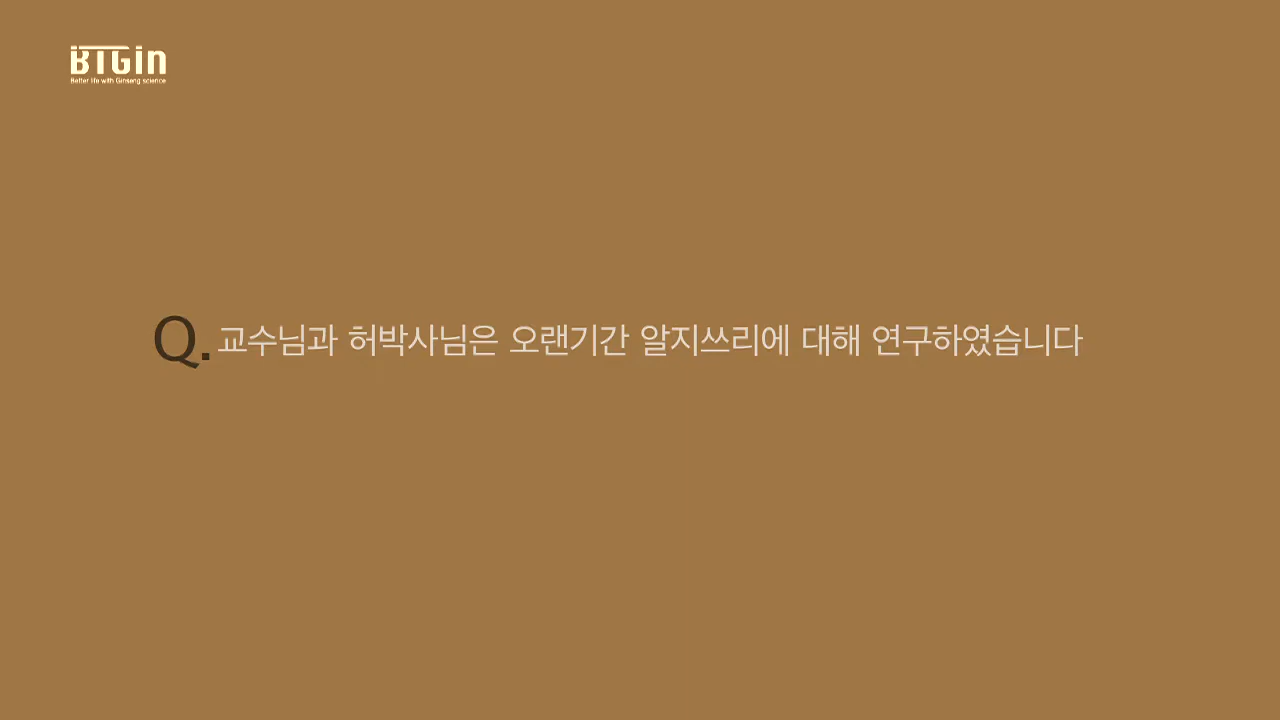 BTGin
Better life with Ginseng science
Q. 교수님과 허박사님은 오랜기간 알지쓰리에 대해 연구하였습니다